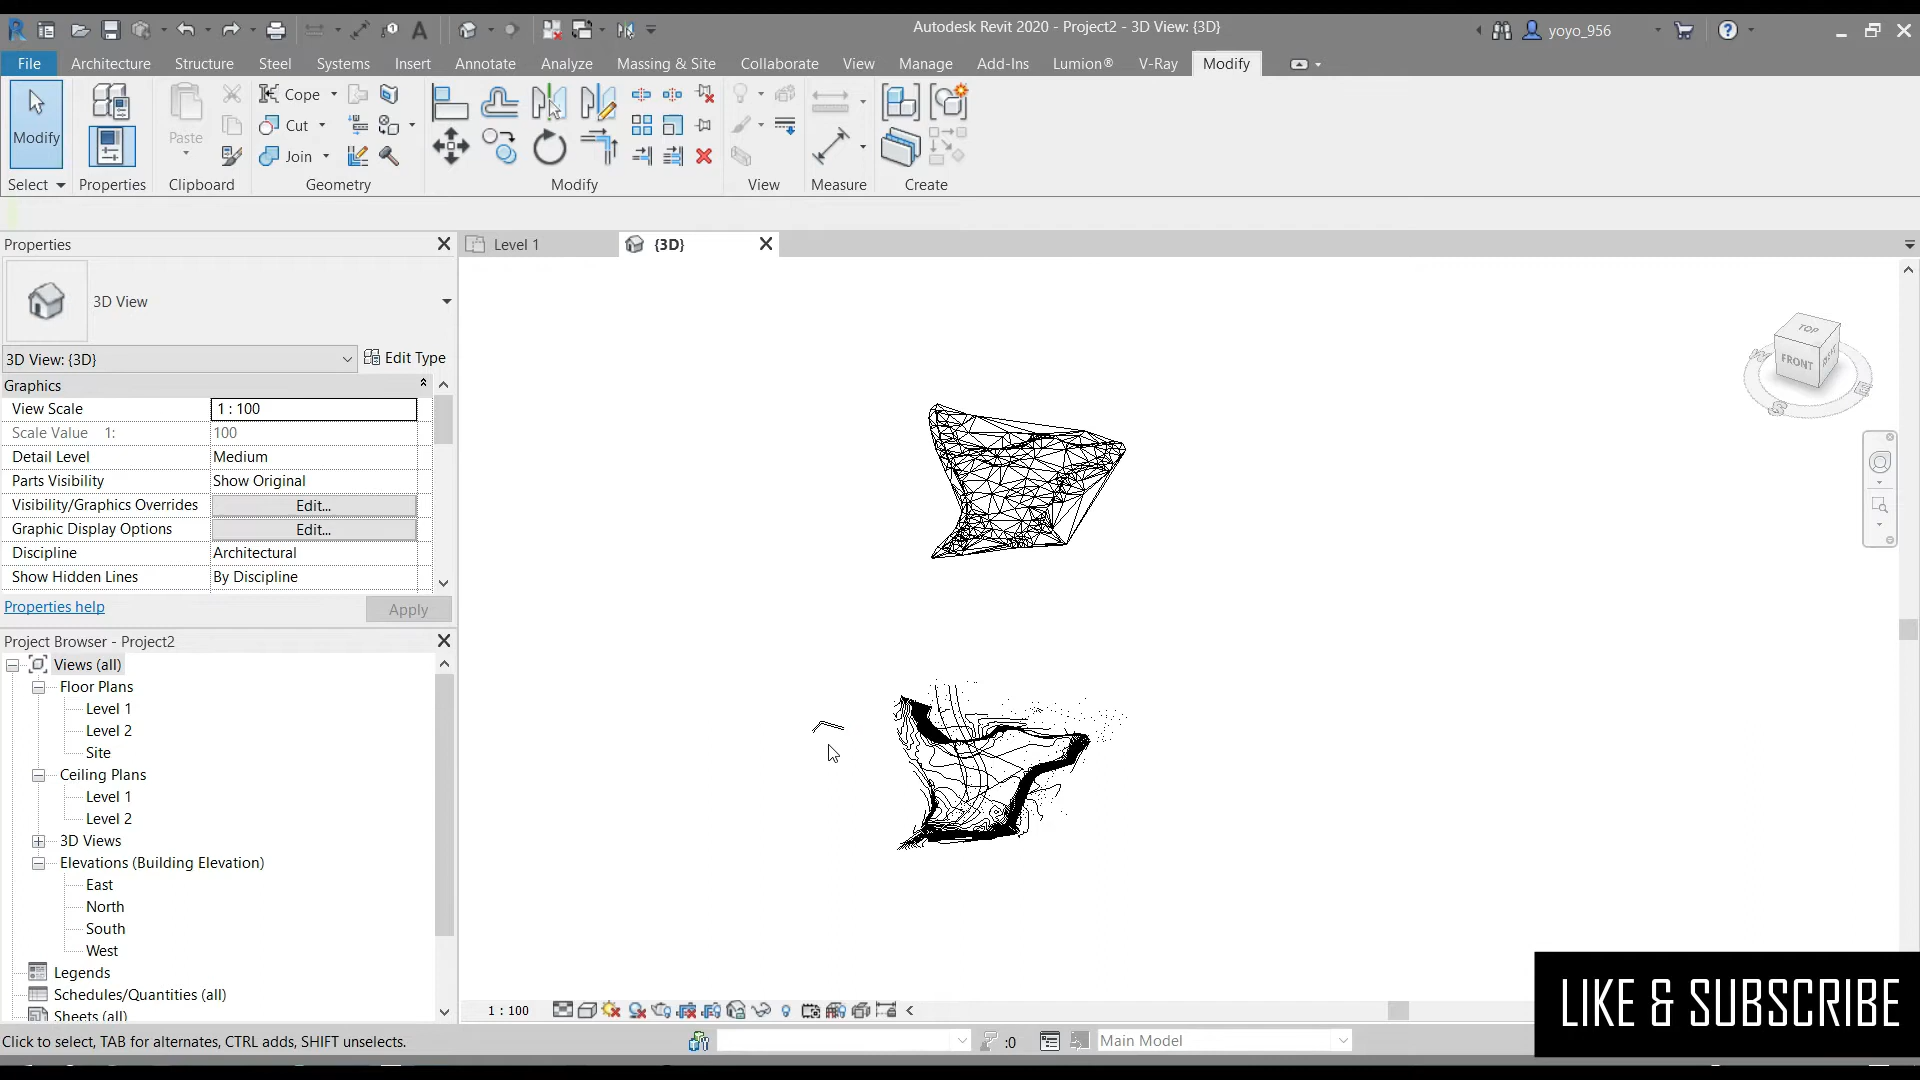 Autodesk Revit 2020 - Project2 - 3D View: {3D}
yoyo_956
File Architecture Structure Steel Systems Insert Annotate Analyze Massing & Site Collaborate View Manage Add-Ins Lumion® V-Ray Modify
Modify
Paste
Cope
Cut
Join
Select Properties Clipboard Geometry Modify View Measure Create
Properties
Level 1
{3D}
3D View
3D View: {3D}
Edit Type
Graphics
View Scale 1 : 100
Scale Value 1: 100
Detail Level Medium
Parts Visibility Show Original
Visibility/Graphics Overrides Edit...
Graphic Display Options Edit...
Discipline Architectural
Show Hidden Lines By Discipline
Properties help
Apply
Project Browser - Project2
Views (all)
Floor Plans
Level 1
Level 2
Site
Ceiling Plans
Level 1
Level 2
3D Views
Elevations (Building Elevation)
East
North
South
West
Legends
Schedules/Quantities (all)
Sheets (all)
TOP
FRONT
W
S
E
1 : 100
LIKE & SUBSCRIBE
Click to select, TAB for alternates, CTRL adds, SHIFT unselects.
:0
Main Model